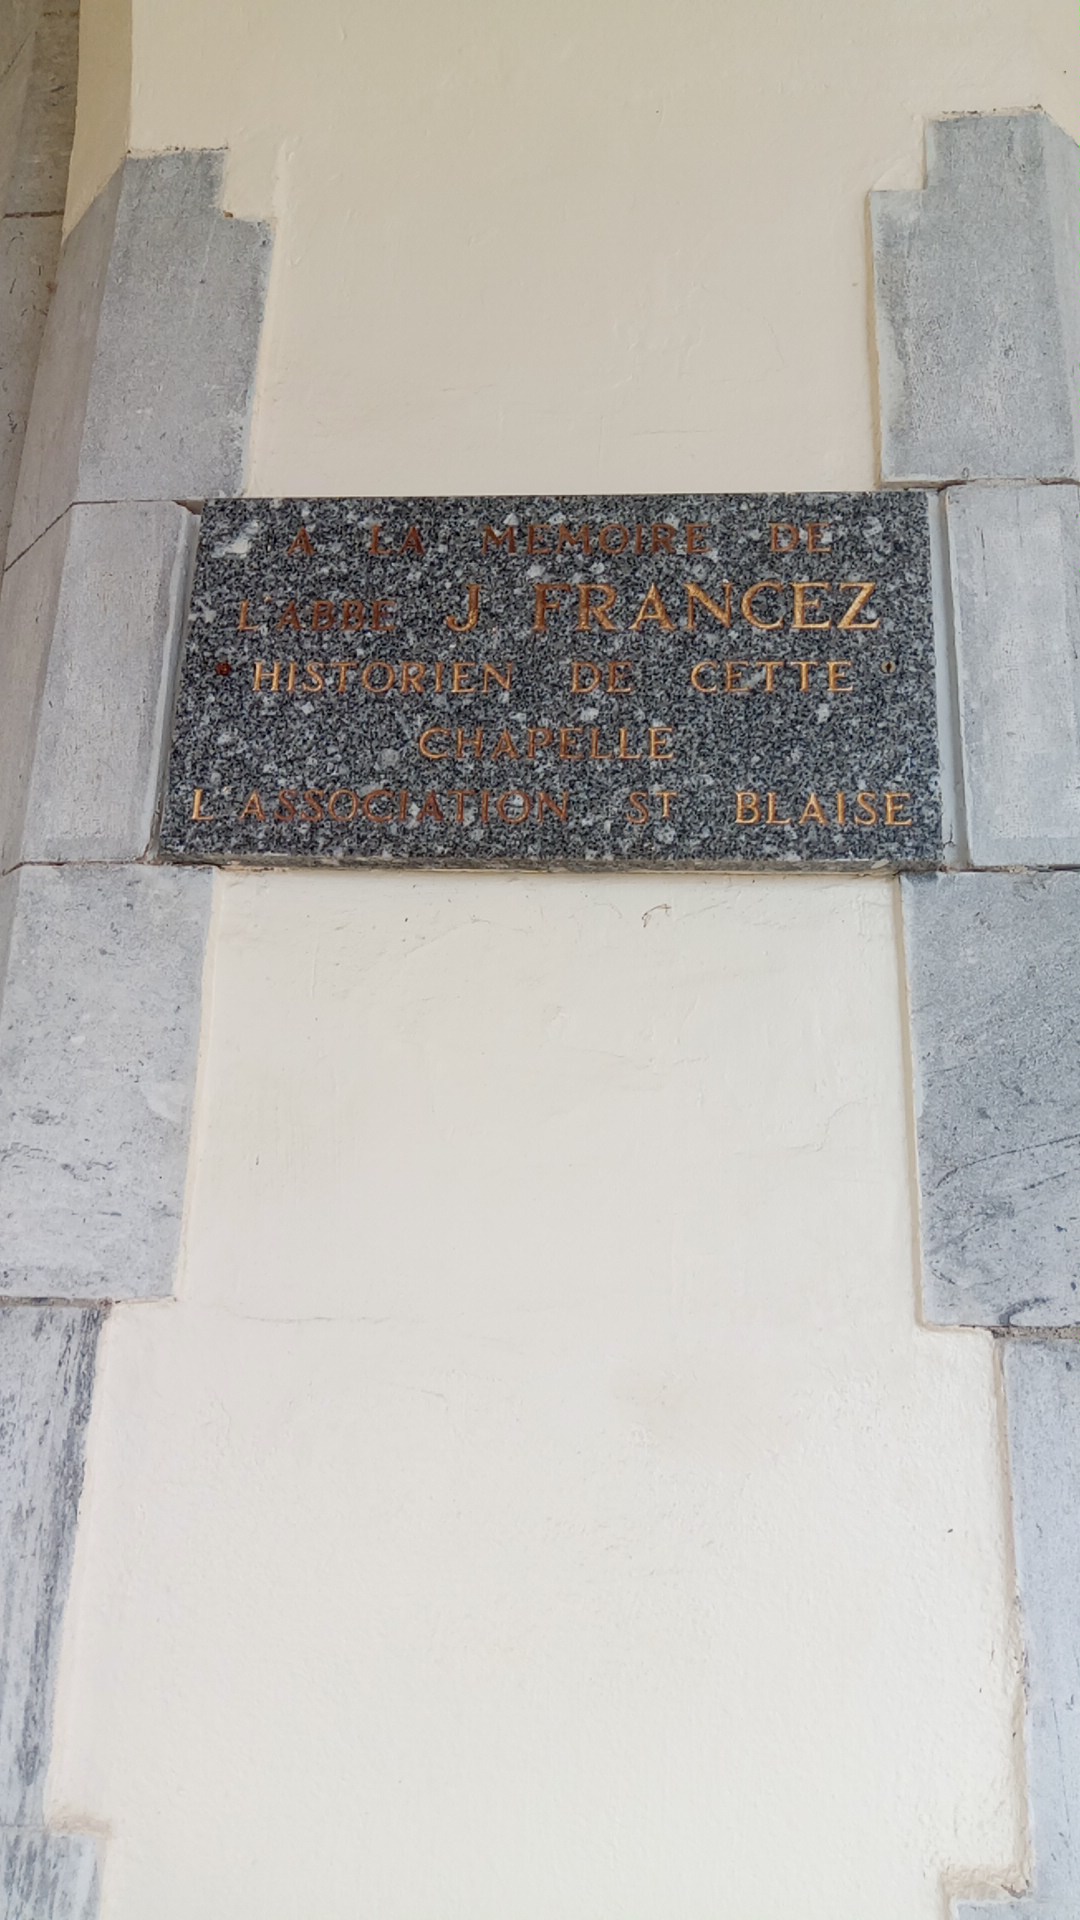 A LA MEMOIRE DE
L'ABBE J FRANCEZ
HISTORIEN DE CETTE
CHAPELLE
L'ASSOCIATION ST BLAISE